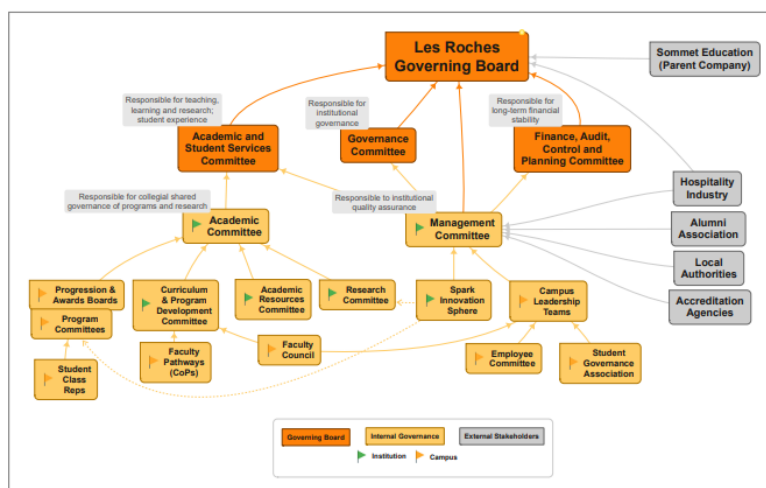 Les Roches
Governing Board
Sommet Education
(Parent Company)
Responsible for teaching,
learning and research;
student experience
Responsible for
institutional
governance
Responsible for
long-term financial
stability
Academic and
Student Services
Committee
Governance
Committee
Finance, Audit,
Control and
Planning Committee
Responsible for collegial shared
governance of programs and research
Responsible to institutional
quality assurance
Hospitality
Industry
Academic
Committee
Management
Committee
Alumni
Association
Local
Authorities
Accreditation
Agencies
Progression &
Awards Boards
Program
Committees
Student
Class
Reps
Curriculum
& Program
Development
Committee
Faculty
Pathways
(CoPs)
Academic
Resources
Committee
Research
Committee
Faculty
Council
Spark
Innovation
Sphere
Campus
Leadership
Teams
Employee
Committee
Student
Governance
Association
Governing Board
Internal Governance
External Stakeholders
Institution
Campus